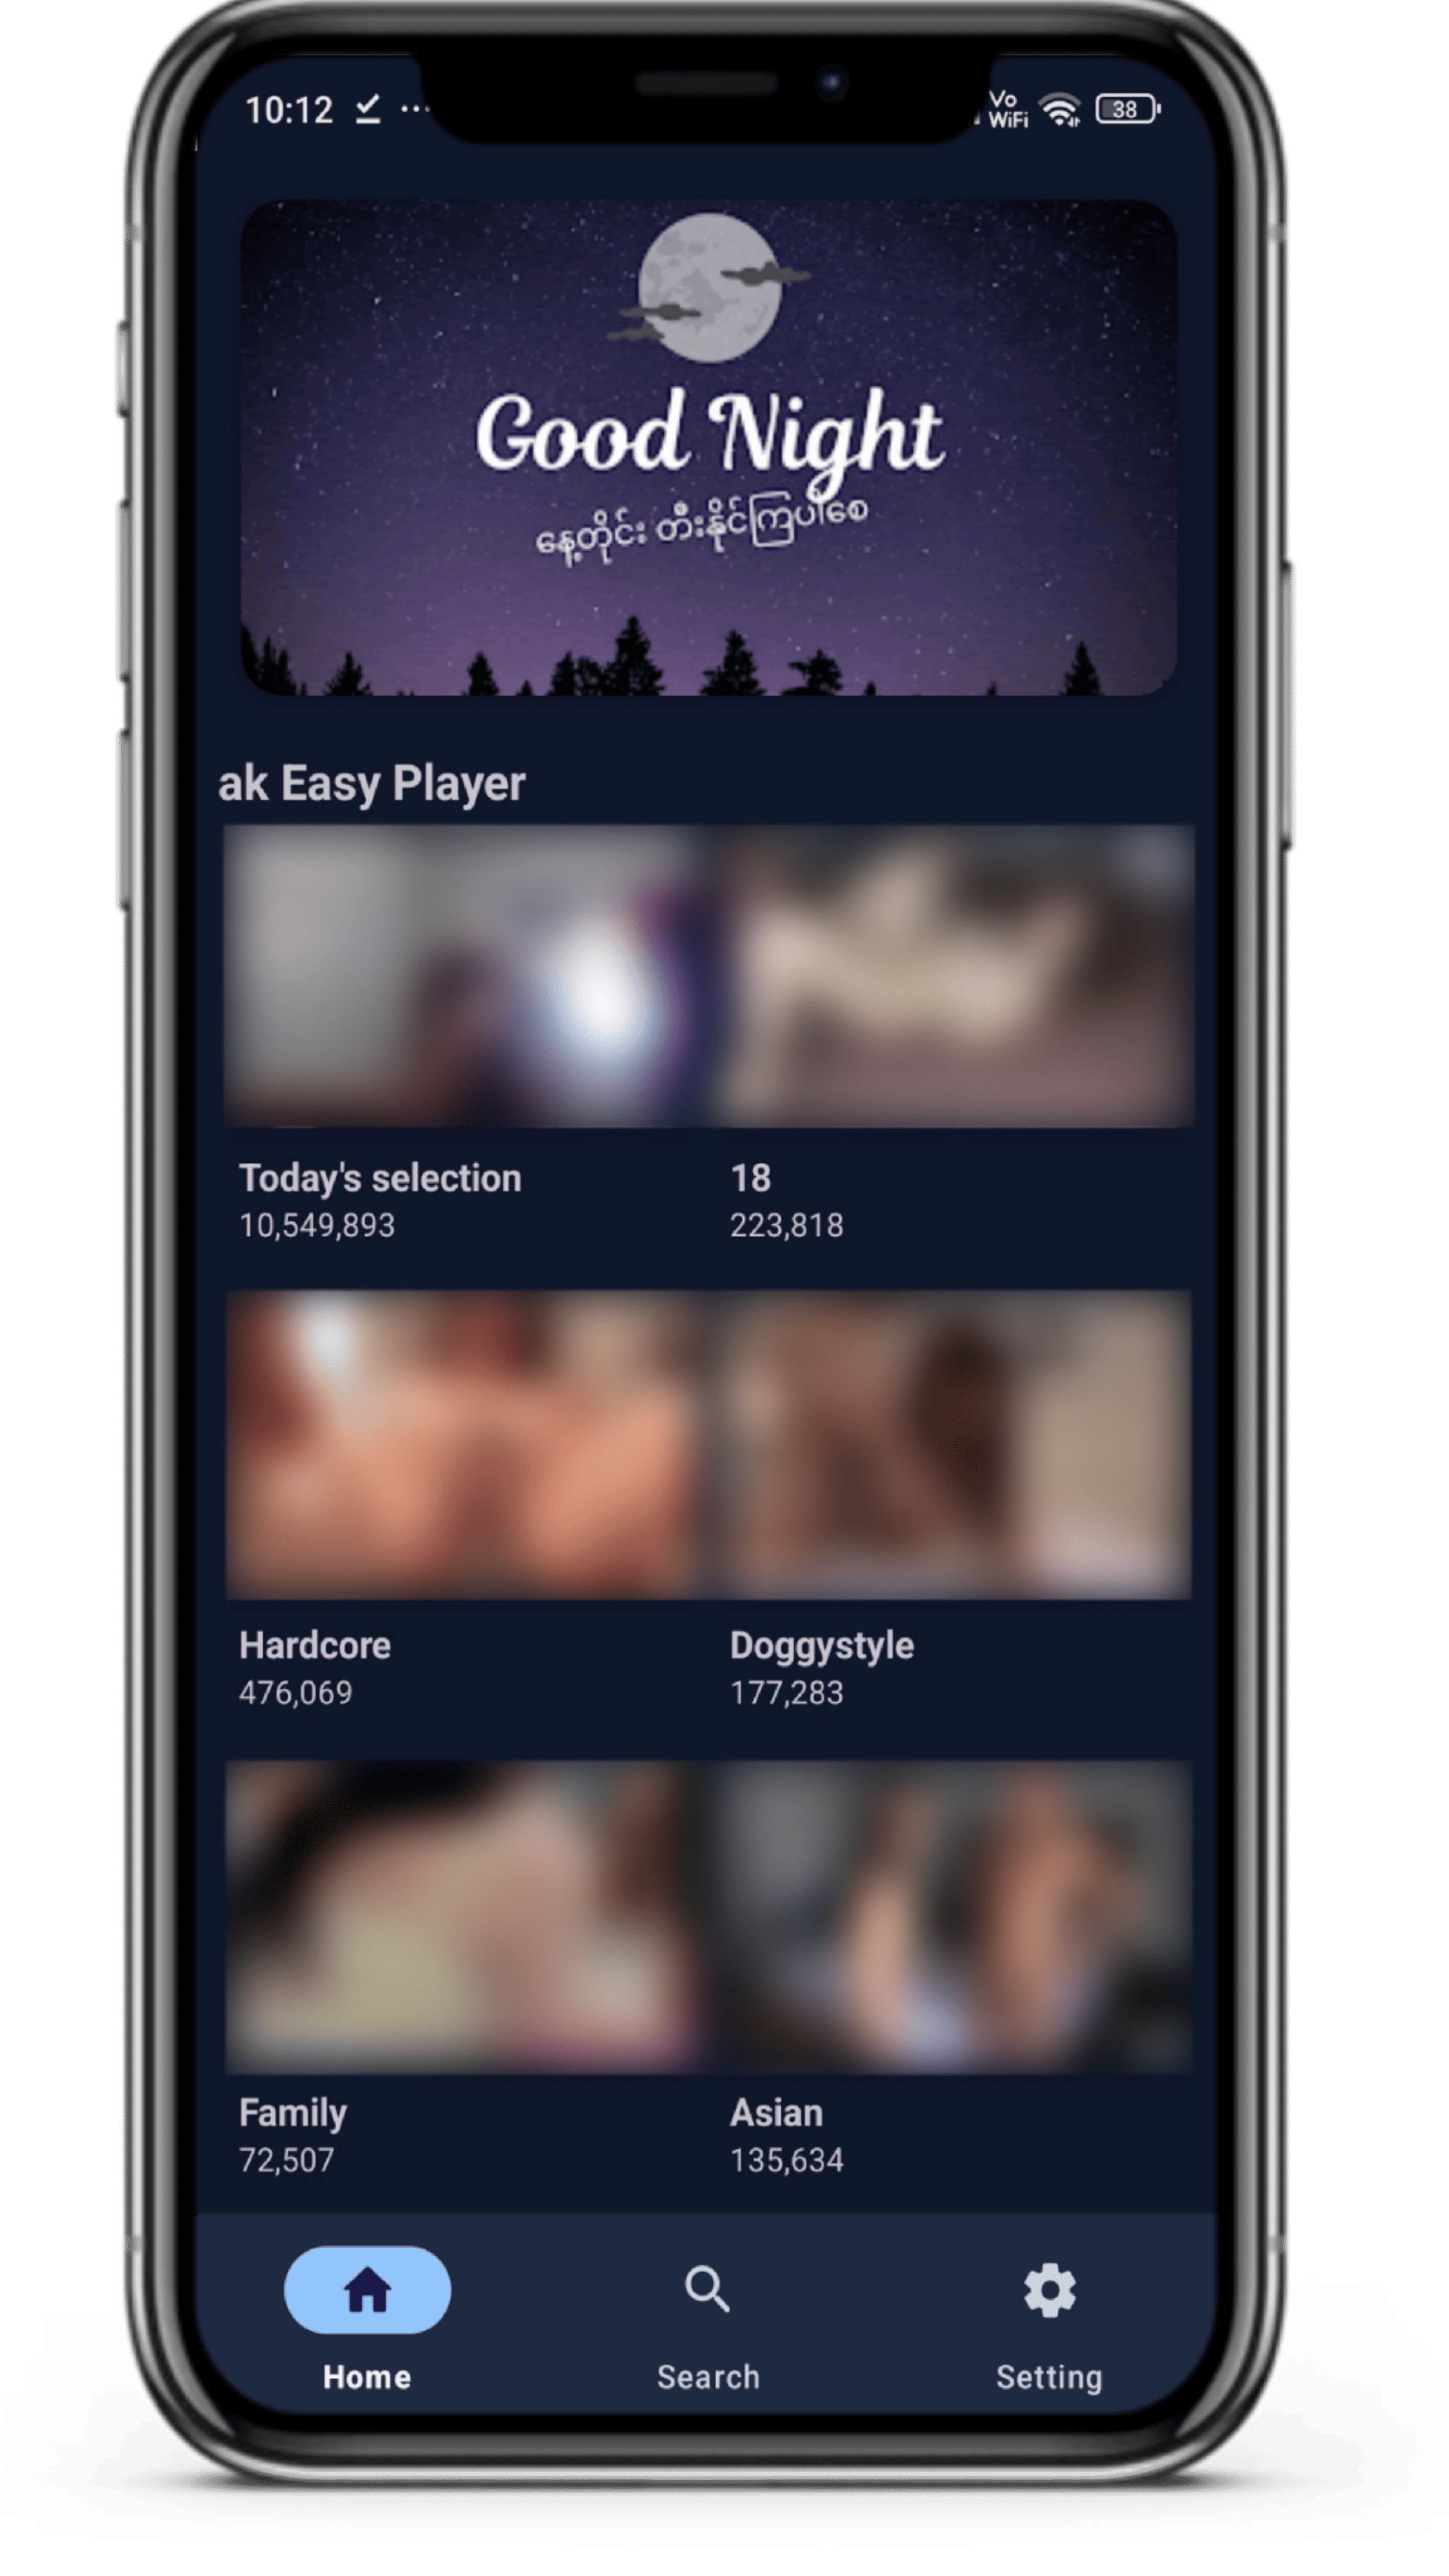 10:12
Vo
WiFi
38
Good Night
နေ့တိုင်း တီးနိုင်ကြပါစေ
ak Easy Player
Today's selection
10,549,893
18
223,818
Hardcore
476,069
Doggystyle
177,283
Family
72,507
Asian
135,634
Home
Search
Setting